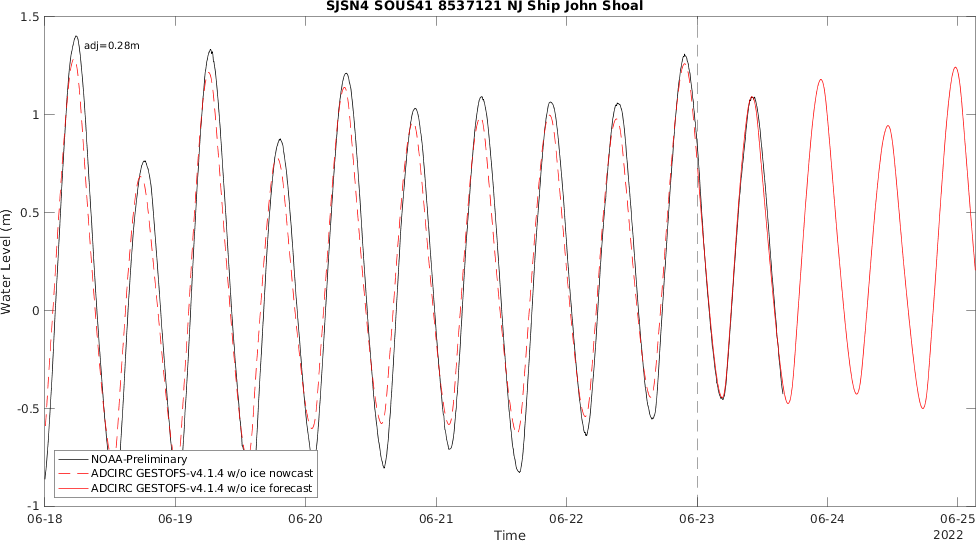 SJSN4 SOUS41 8537121 NJ Ship John Shoal
adj=0.28m
1.5
1
0.5
0
-0.5
-1
Water Level (m)
NOAA-Preliminary
ADCIRC GESTOFS-v4.1.4 w/o ice nowcast
ADCIRC GESTOFS-v4.1.4 w/o ice forecast
06-18 06-19 06-20 06-21 06-22 06-23 06-24 06-25
Time
2022